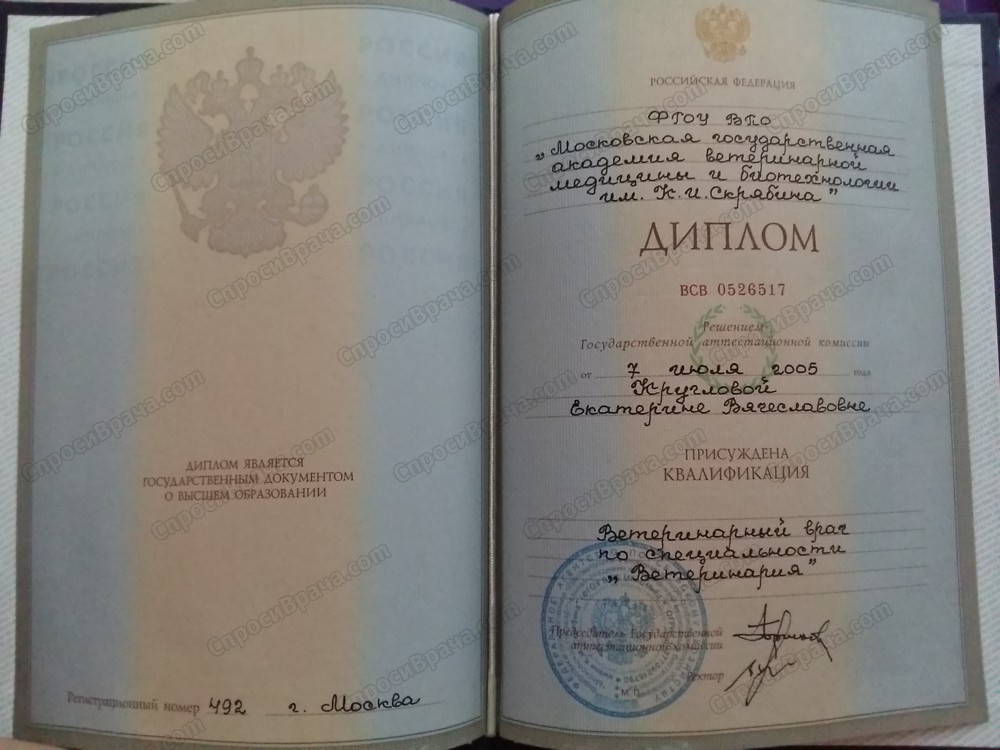 ДИПЛОМ ЯВЛЯЕТСЯ
ГОСУДАРСТВЕННЫМ ДОКУМЕНТОМ
О ВЫСШЕМ ОБРАЗОВАНИИ
Регистрационный номер 492 г. Москва
РОССИЙСКАЯ ФЕДЕРАЦИЯ
ФГОУ ВПО
„Московская государственная
академия ветеринарной
медицины и биотехнологии
им. К.И.Скрябина”
ДИПЛОМ
ВСВ 0526517
Решением
Государственной аттестационной комиссии
от 7 июля 2005 года
Кругловой
Екатерине Вячеславовне
ПРИСУЖДЕНА
КВАЛИФИКАЦИЯ
Ветеринарный врач
по специальности
„Ветеринария”
Председатель Государственной
аттестационной комиссии
Ректор
М.П.
СпросиВрача.com